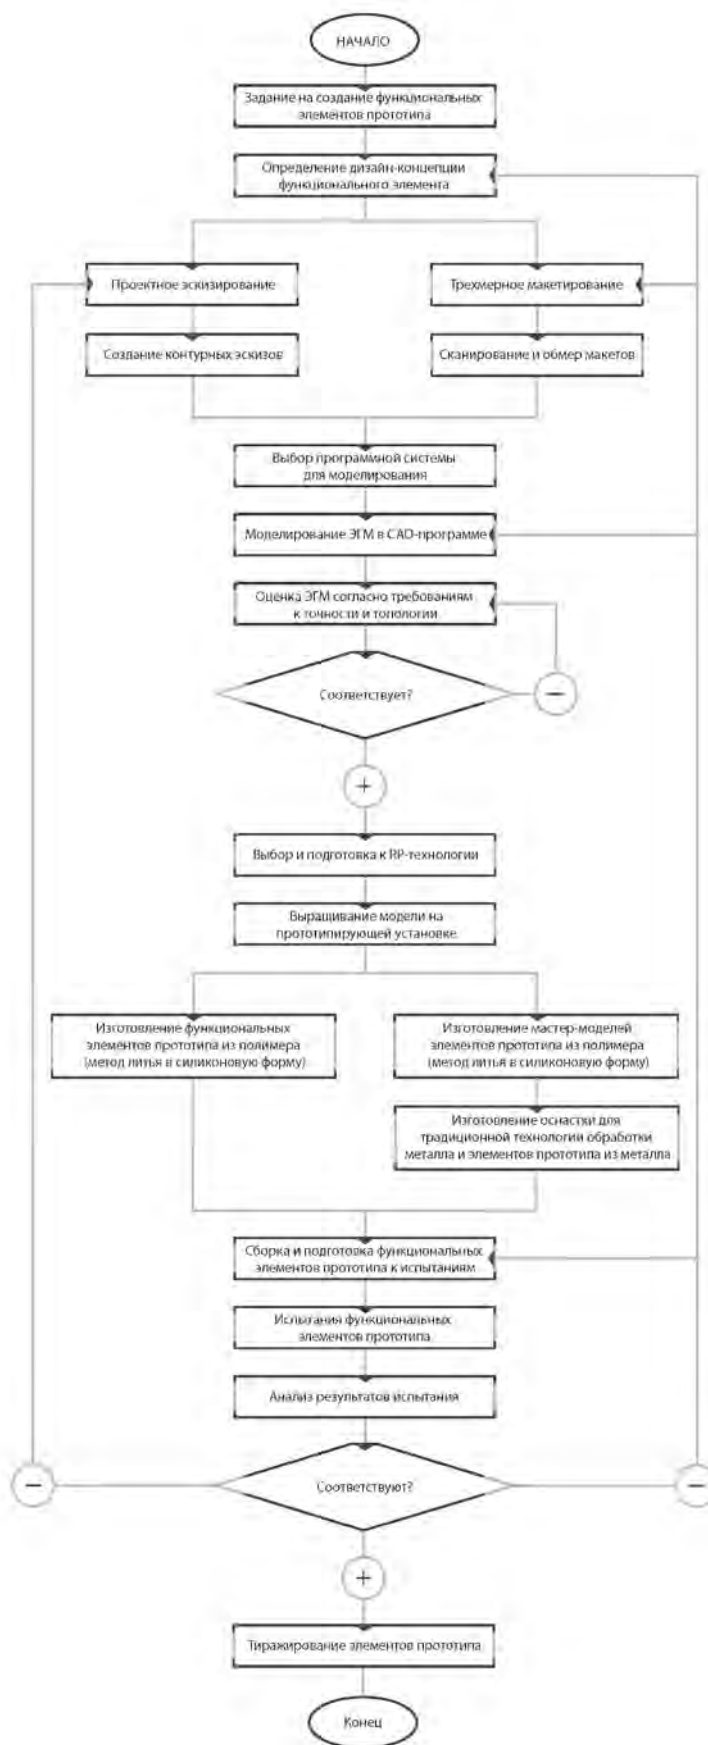 НАЧАЛО
Задание на создание функциональных
элементов прототипа
Определение дизайн-концепции
функционального элемента
Проектное эскизирование
Трехмерное макетирование
Создание контурных эскизов
Сканирование и обмер макетов
Выбор программной системы
для моделирования
Моделирование ЭГМ в CAD-программе
Оценка ЭГМ согласно требованиям
к точности и топологии
Соответствует?
−
+
Выбор и подготовка к RP-технологии
Выращивание модели на
прототипирующей установке
Изготовление функциональных
элементов прототипа из полимера
(метод литья в силиконовую форму)
Изготовление мастер-моделей
элементов прототипа из полимера
(метод литья в силиконовую форму)
Изготовление оснастки для
традиционной технологии обработки
металла и элементов прототипа из металла
Сборка и подготовка функциональных
элементов прототипа к испытаниям
Испытания функциональных
элементов прототипа
Анализ результатов испытания
−
Соответствуют?
−
+
Тиражирование элементов прототипа
Конец